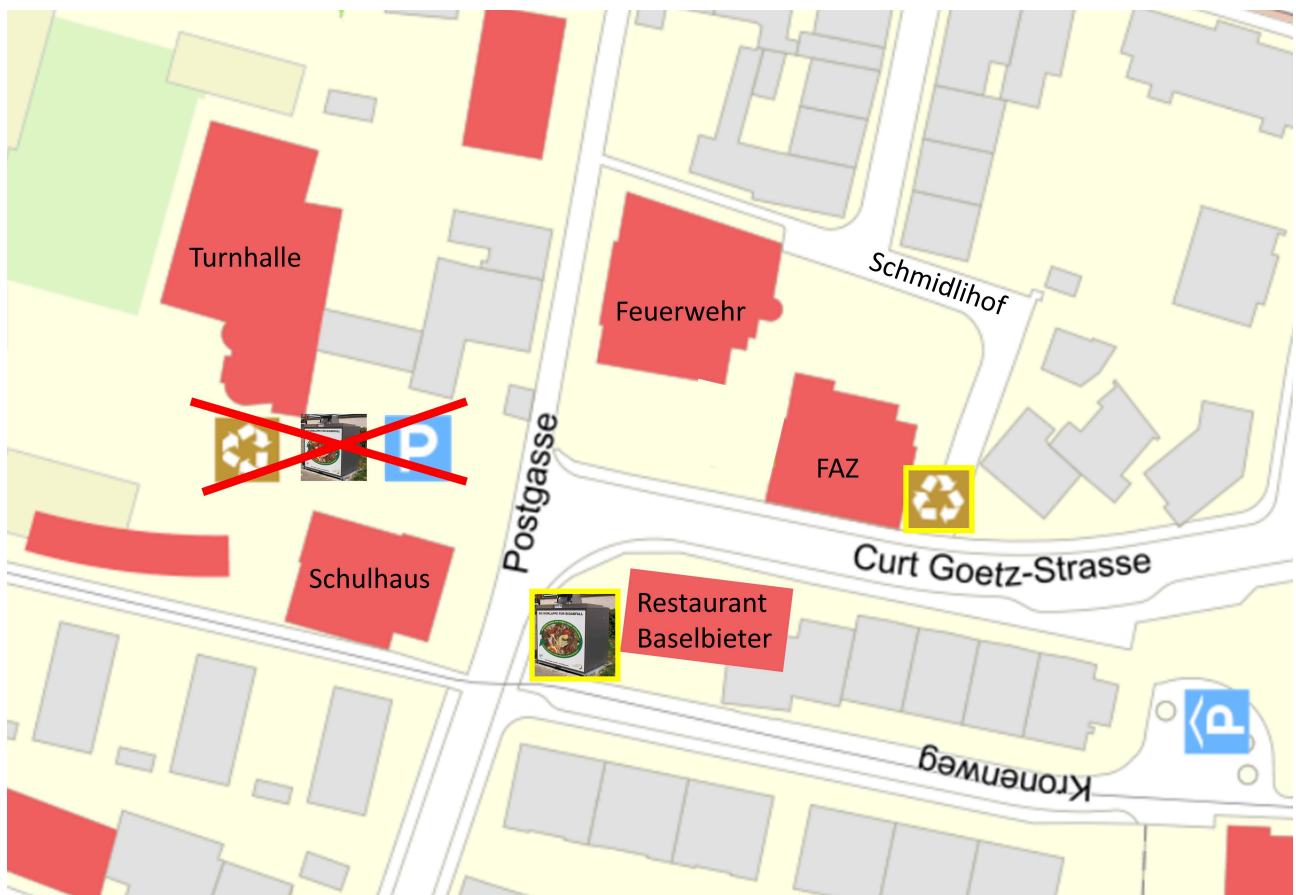 Turnhalle
Feuerwehr
Schmidlihof
FAZ
P
Postgasse
Curt Goetz-Strasse
Schulhaus
Restaurant
Baselbieter
P
Kronenweg